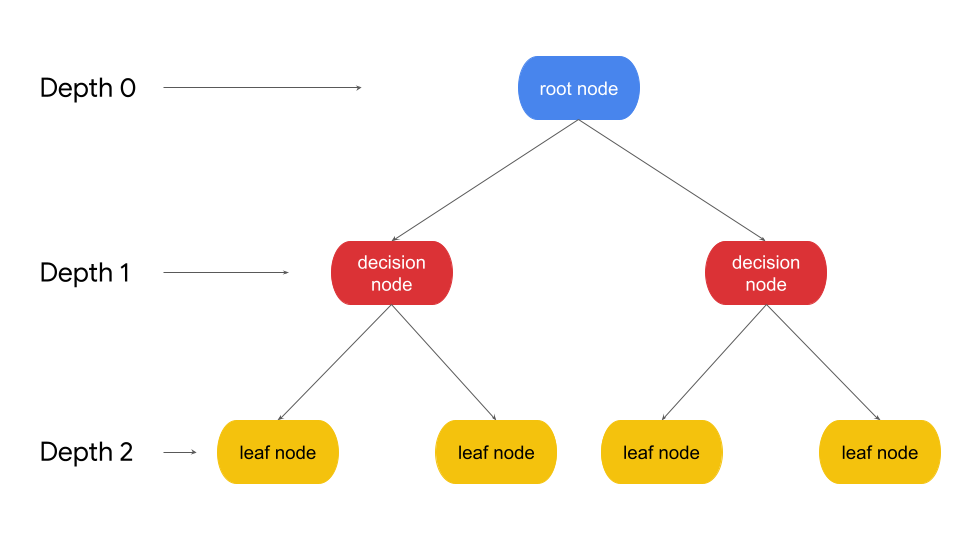 Depth 0
root node
Depth 1
decision
node
decision
node
Depth 2
leaf node
leaf node
leaf node
leaf node